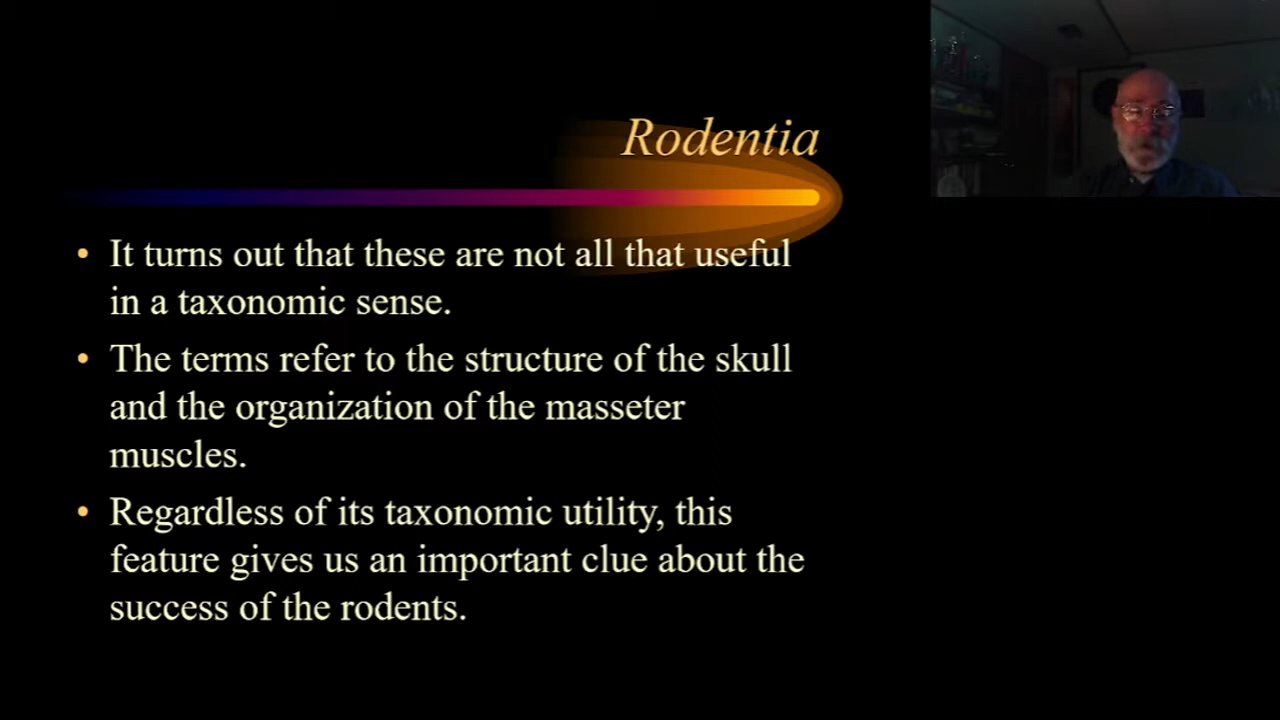 Rodentia
• It turns out that these are not all that useful
in a taxonomic sense.
• The terms refer to the structure of the skull
and the organization of the masseter
muscles.
• Regardless of its taxonomic utility, this
feature gives us an important clue about the
success of the rodents.